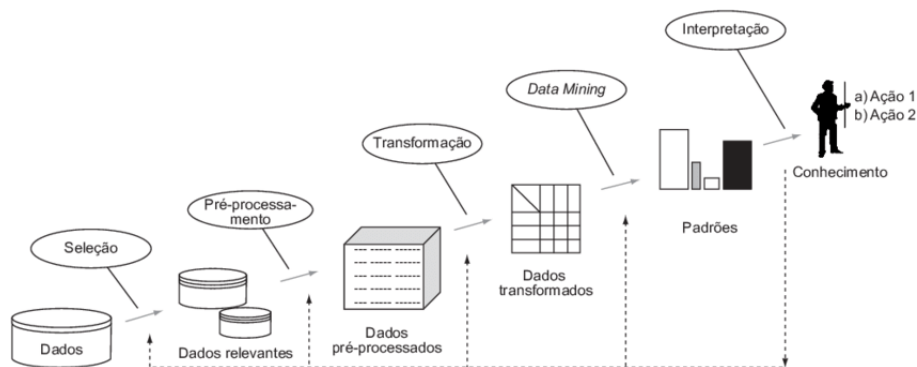 Interpretação
a) Ação 1
b) Ação 2
Conhecimento
Data Mining
Padrões
Transformação
Dados
transformados
Pré-processa-
mento
Dados
pré-processados
Seleção
Dados relevantes
Dados